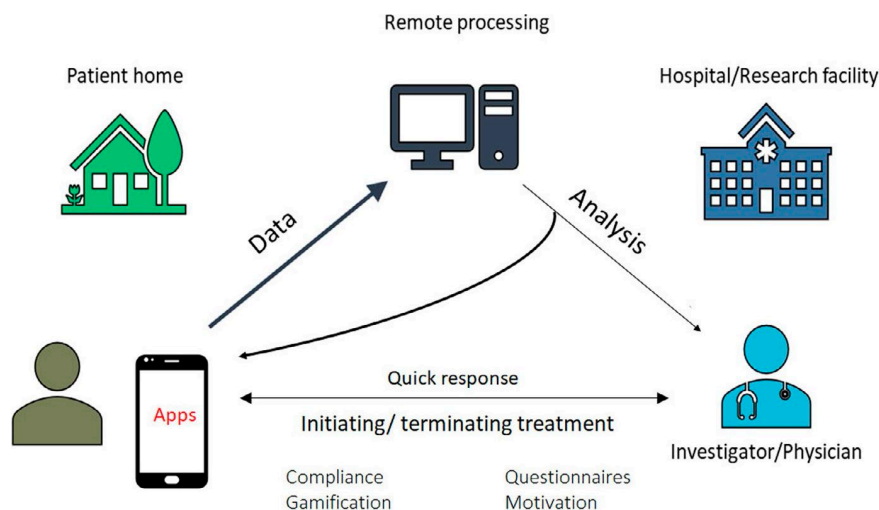 Remote processing
Patient home
Hospital/Research facility
Data
Analysis
Apps
Quick response
Initiating/ terminating treatment
Investigator/Physician
Compliance
Questionnaires
Gamification
Motivation